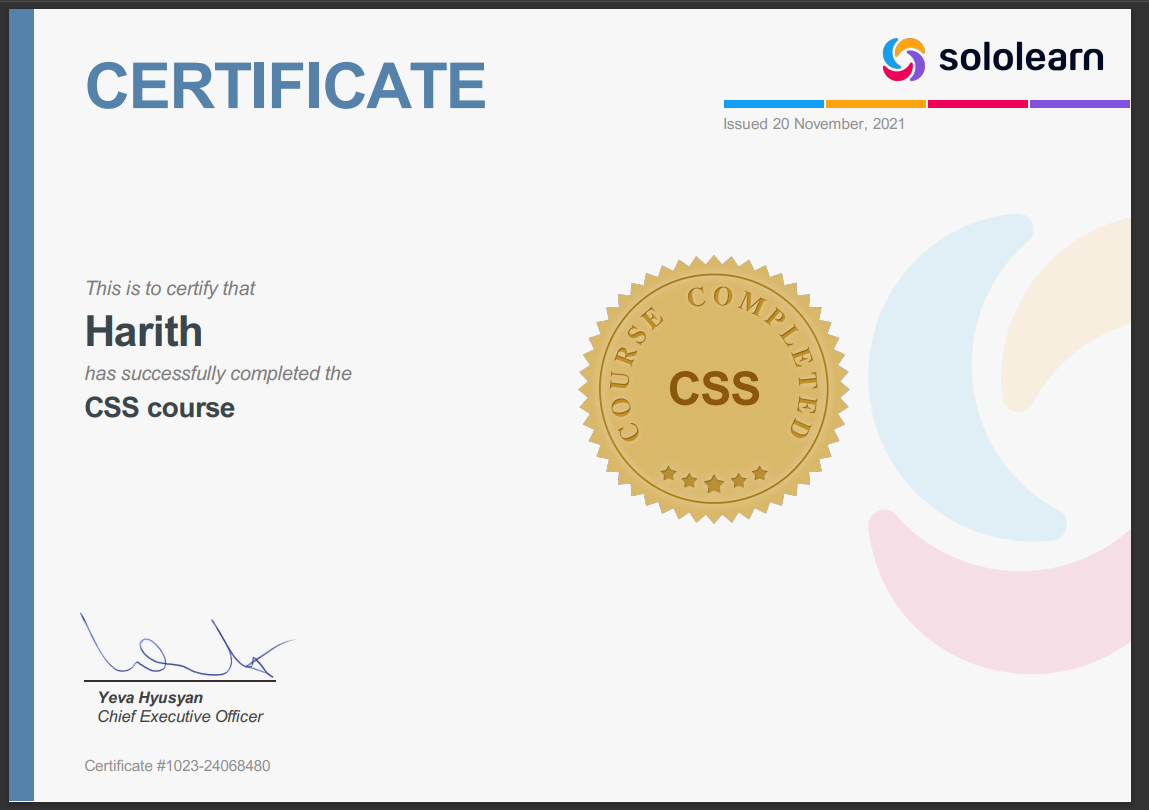 CERTIFICATE
sololearn
Issued 20 November, 2021
This is to certify that
Harith
has successfully completed the
CSS course
COURSE COMPLETED
CSS
Yeva Hyusyan
Chief Executive Officer
Certificate #1023-24068480